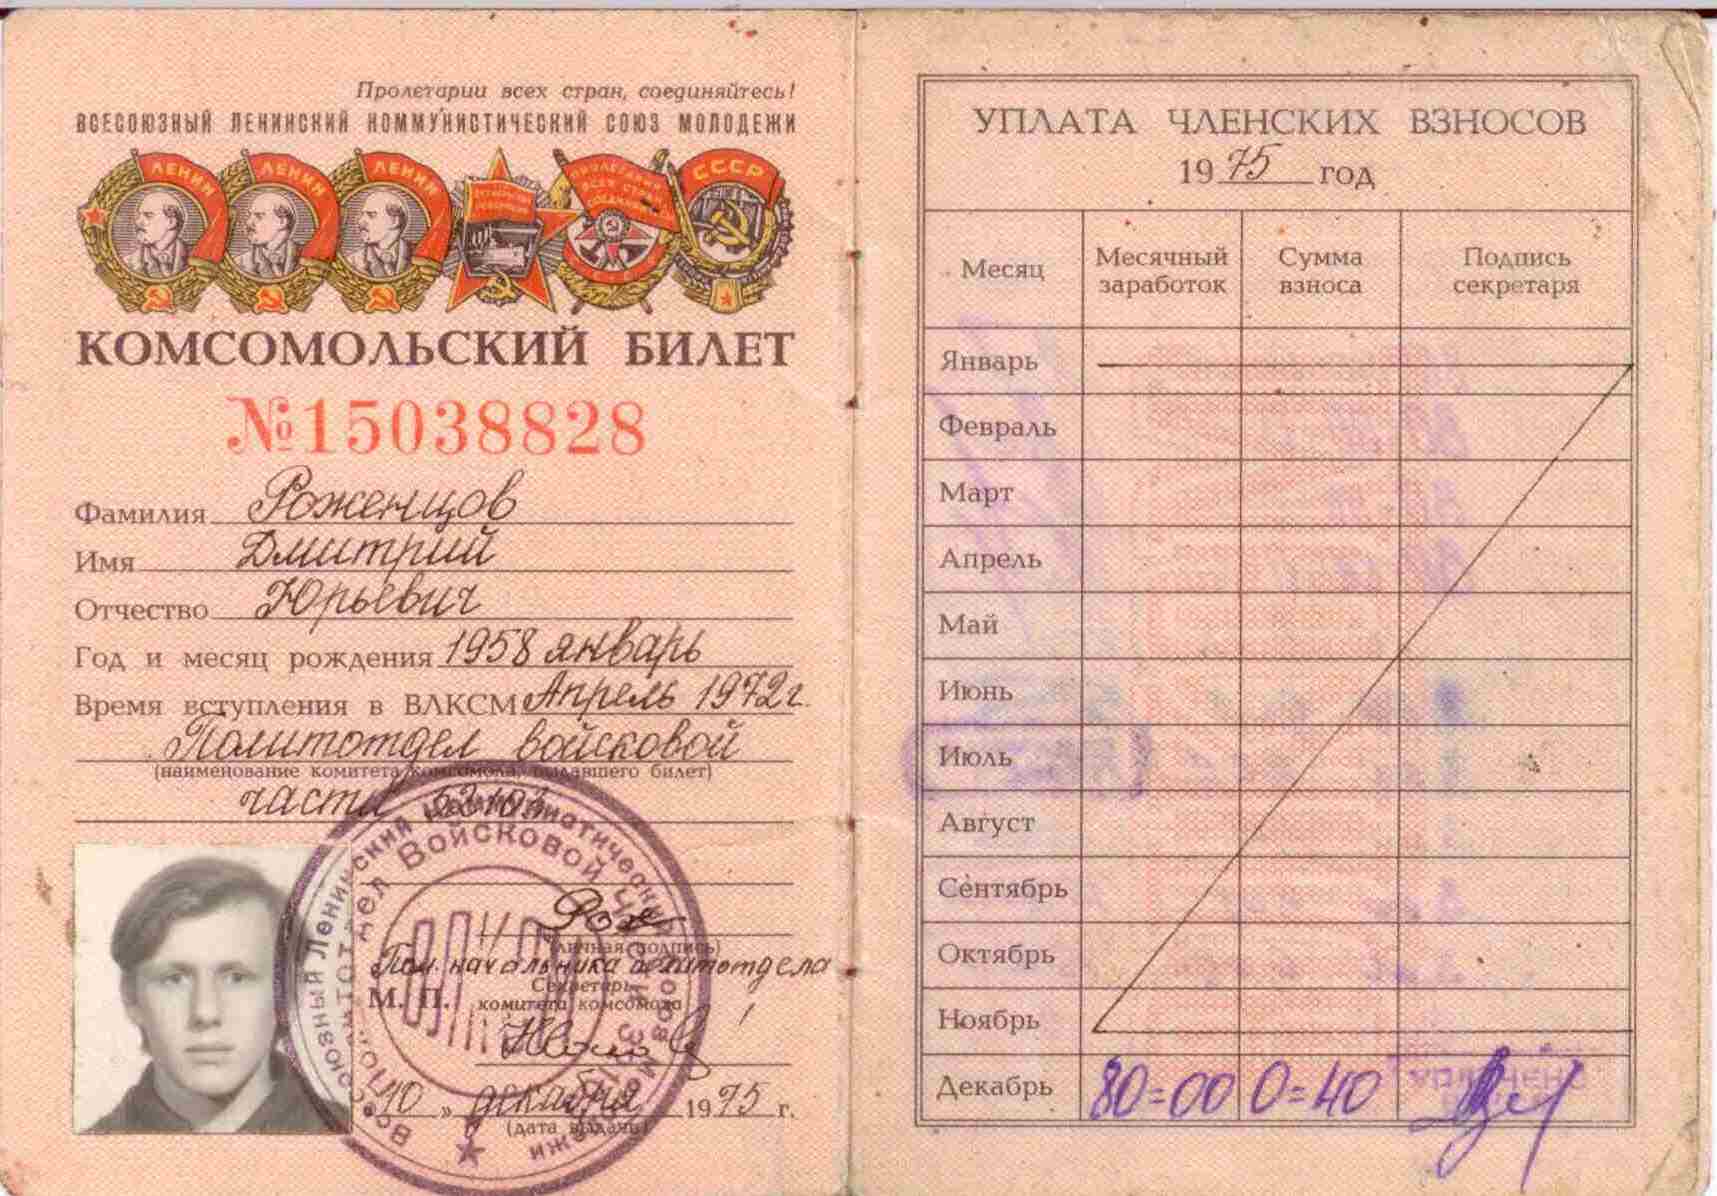 Пролетарии всех стран, соединяйтесь!
ВСЕСОЮЗНЫЙ ЛЕНИНСКИЙ КОММУНИСТИЧЕСКИЙ СОЮЗ МОЛОДЕЖИ
ЛЕНИН ЛЕНИН ЛЕНИН СССР
КОМСОМОЛЬСКИЙ БИЛЕТ
№15038828
Фамилия Роженцов
Имя Дмитрий
Отчество Юрьевич
Год и месяц рождения 1958 январь
Время вступления в ВЛКСМ Апрель 1972г.
Политотдел войсковой
(наименование комитета комсомола, выдавшего билет)
части
Рож
(личная подпись)
Пом. начальника политотдела
Секретарь
М. П. комитета комсомола
"10" декабря 1975 г.
(дата выдачи)
УПЛАТА ЧЛЕНСКИХ ВЗНОСОВ
1975 год
Месяц Месячный заработок Сумма взноса Подпись секретаря
Январь
Февраль
Март
Апрель
Май
Июнь
Июль
Август
Сентябрь
Октябрь
Ноябрь
Декабрь 80=00 0=40